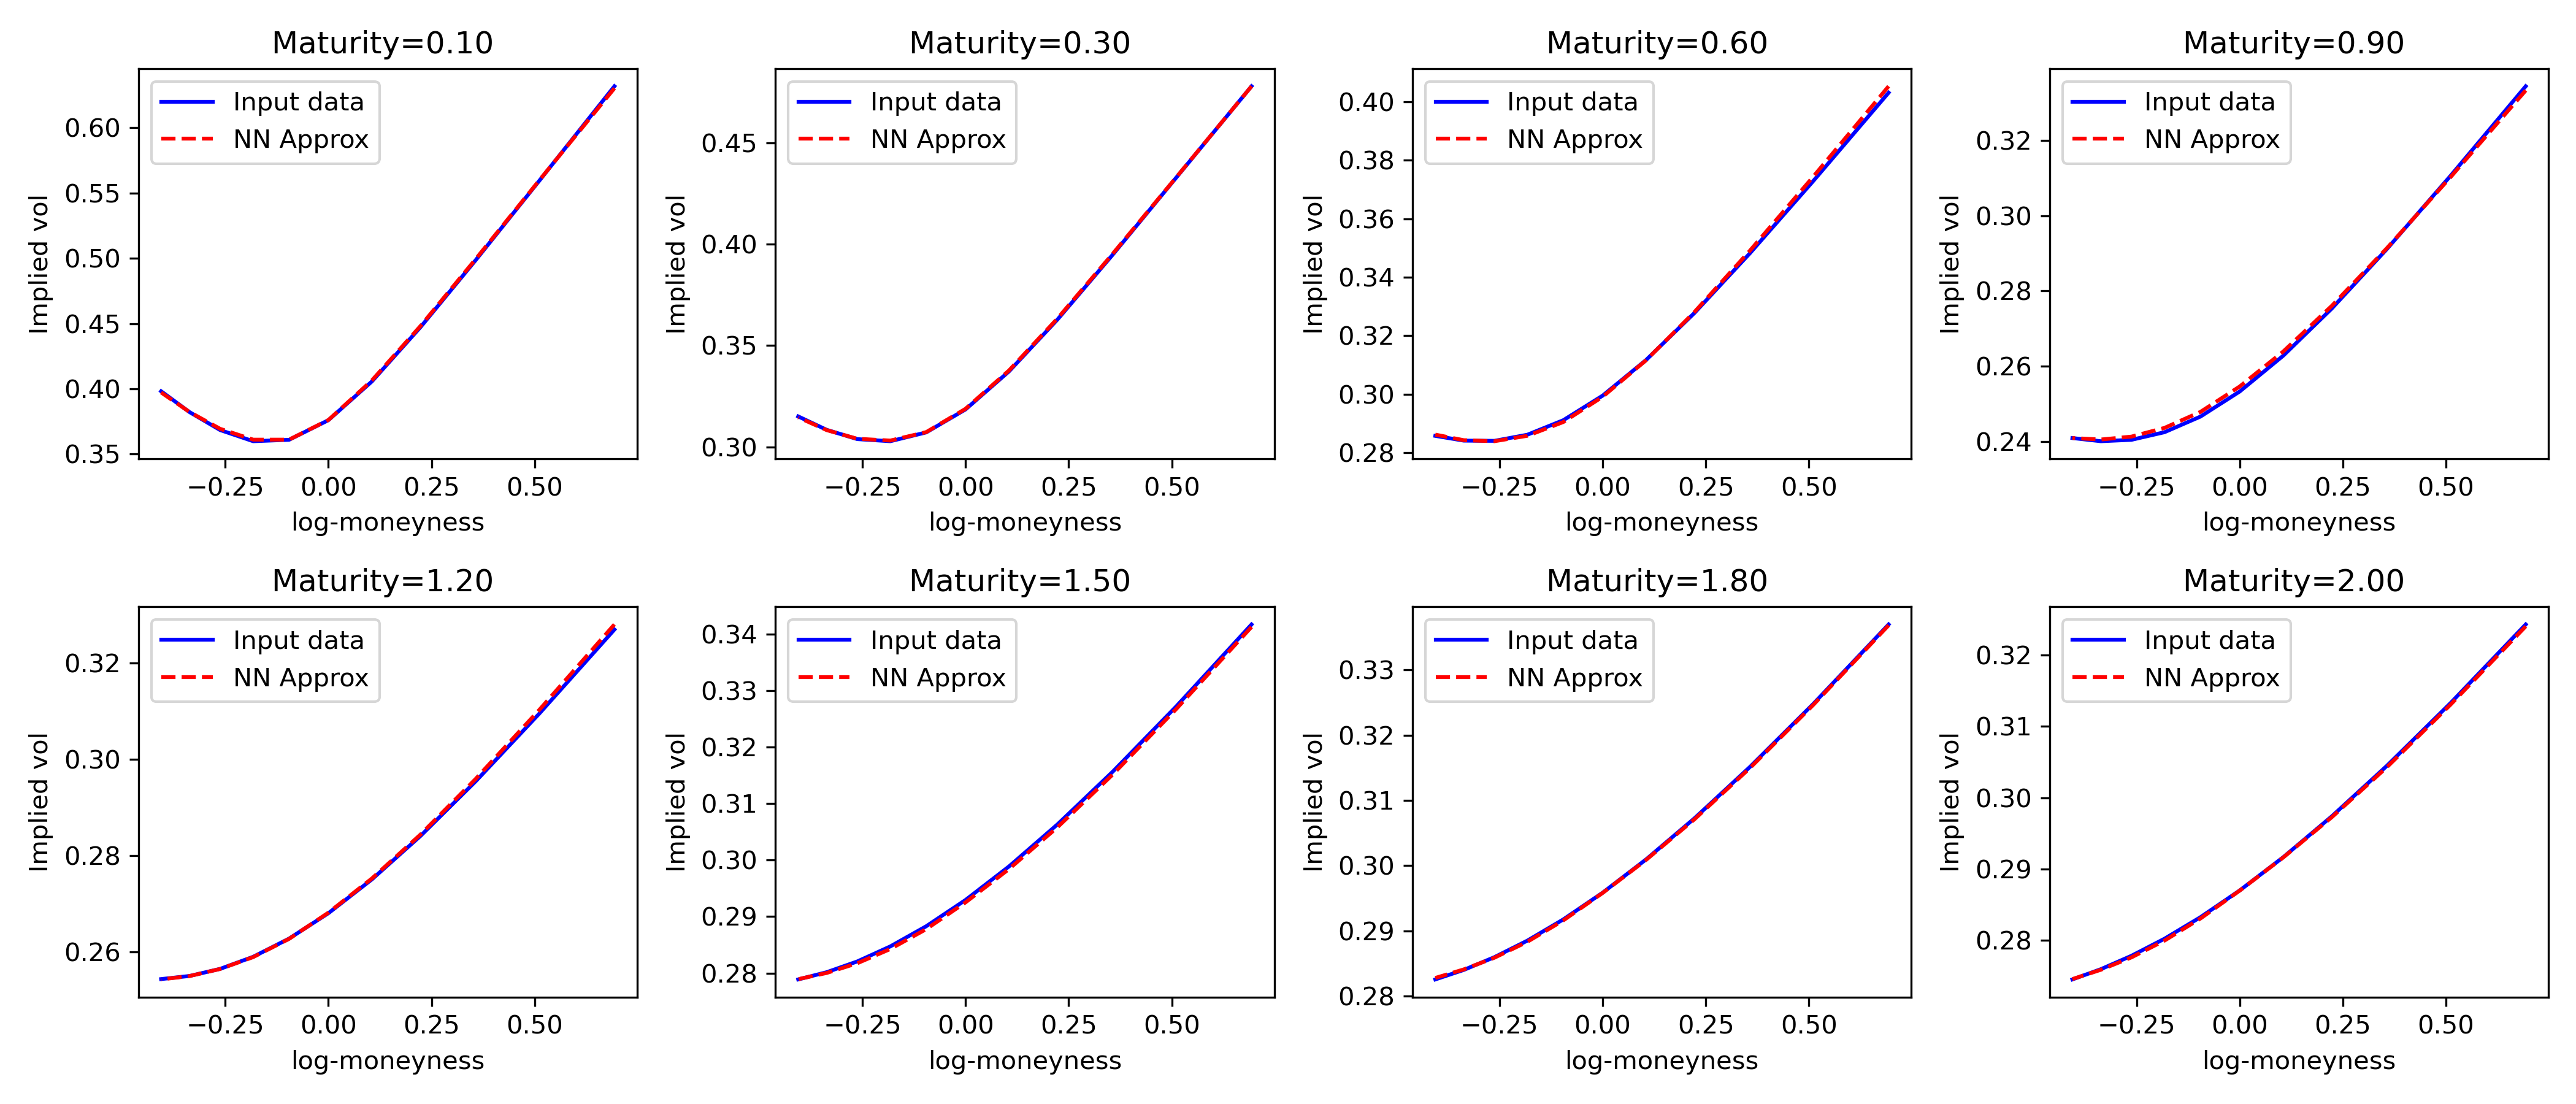 Maturity=0.10
Input data
NN Approx
0.60
0.55
0.50
0.45
0.40
0.35
Implied vol
−0.25 0.00 0.25 0.50
log-moneyness
Maturity=0.30
Input data
NN Approx
0.45
0.40
0.35
0.30
Implied vol
−0.25 0.00 0.25 0.50
log-moneyness
Maturity=0.60
Input data
NN Approx
0.40
0.38
0.36
0.34
0.32
0.30
0.28
Implied vol
−0.25 0.00 0.25 0.50
log-moneyness
Maturity=0.90
Input data
NN Approx
0.32
0.30
0.28
0.26
0.24
Implied vol
−0.25 0.00 0.25 0.50
log-moneyness
Maturity=1.20
Input data
NN Approx
0.32
0.30
0.28
0.26
Implied vol
−0.25 0.00 0.25 0.50
log-moneyness
Maturity=1.50
Input data
NN Approx
0.34
0.33
0.32
0.31
0.30
0.29
0.28
Implied vol
−0.25 0.00 0.25 0.50
log-moneyness
Maturity=1.80
Input data
NN Approx
0.33
0.32
0.31
0.30
0.29
0.28
Implied vol
−0.25 0.00 0.25 0.50
log-moneyness
Maturity=2.00
Input data
NN Approx
0.32
0.31
0.30
0.29
0.28
Implied vol
−0.25 0.00 0.25 0.50
log-moneyness